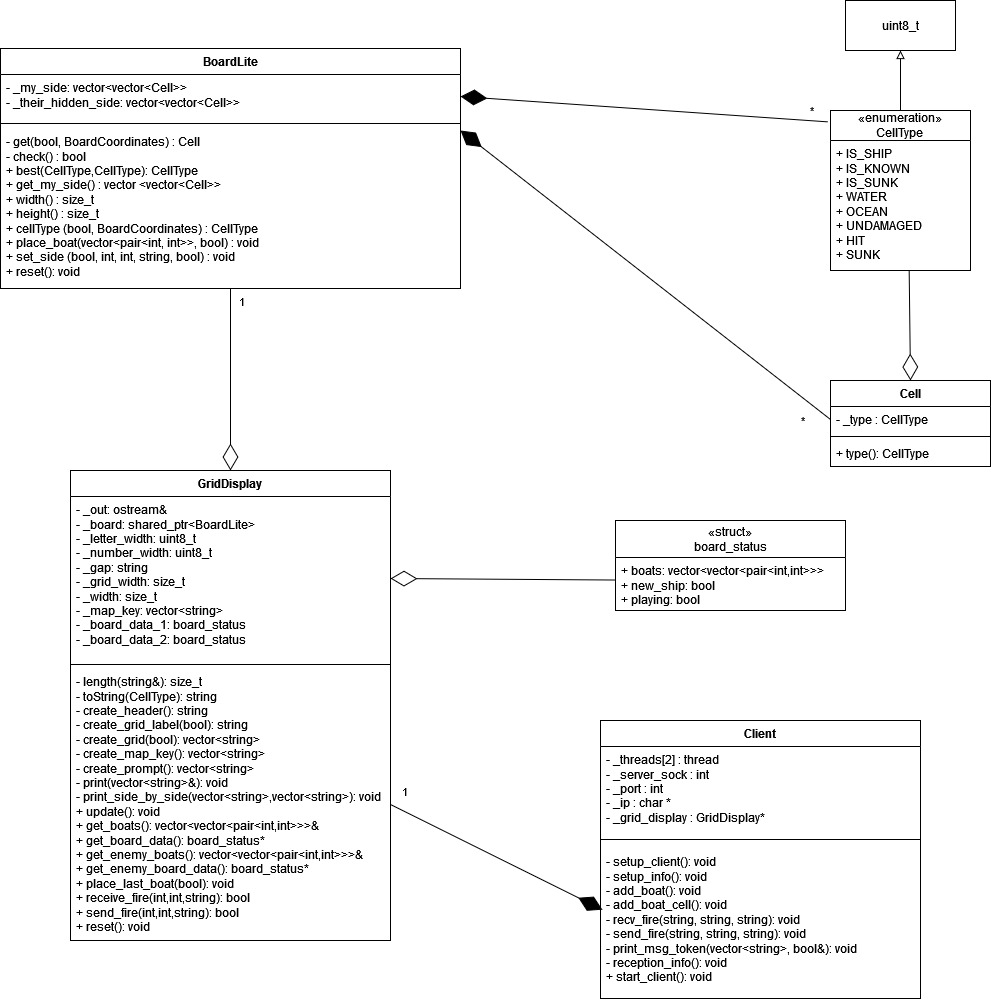 uint8_t
BoardLite
- _my_side: vector<vector<Cell>>
- _their_hidden_side: vector<vector<Cell>>
- get(bool, BoardCoordinates) : Cell
- check() : bool
+ best(CellType,CellType): CellType
+ get_my_side() : vector <vector<Cell>>
+ width() : size_t
+ height() : size_t
+ cellType (bool, BoardCoordinates) : CellType
+ place_boat(vector<pair<int, int>>, bool) : void
+ set_side (bool, int, int, string, bool) : void
+ reset(): void
*
«enumeration»
CellType
+ IS_SHIP
+ IS_KNOWN
+ IS_SUNK
+ WATER
+ OCEAN
+ UNDAMAGED
+ HIT
+ SUNK
1
*
Cell
- _type : CellType
+ type(): CellType
GridDisplay
- _out: ostream&
- _board: shared_ptr<BoardLite>
- _letter_width: uint8_t
- _number_width: uint8_t
- _gap: string
- _grid_width: size_t
- _width: size_t
- _map_key: vector<string>
- _board_data_1: board_status
- _board_data_2: board_status
- length(string&): size_t
- toString(CellType): string
- create_header(): string
- create_grid_label(bool): string
- create_grid(bool): vector<string>
- create_map_key(): vector<string>
- create_prompt(): vector<string>
- print(vector<string>&): void
- print_side_by_side(vector<string>,vector<string>): void
+ update(): void
+ get_boats(): vector<vector<pair<int,int>>>&
+ get_board_data(): board_status*
+ get_enemy_boats(): vector<vector<pair<int,int>>>&
+ get_enemy_board_data(): board_status*
+ place_last_boat(bool): void
+ receive_fire(int,int,string): bool
+ send_fire(int,int,string): bool
+ reset(): void
«struct»
board_status
+ boats: vector<vector<pair<int,int>>>
+ new_ship: bool
+ playing: bool
1
Client
- _threads[2] : thread
- _server_sock : int
- _port : int
- _ip : char *
- _grid_display : GridDisplay*
- setup_client(): void
- setup_info(): void
- add_boat(): void
- add_boat_cell(): void
- recv_fire(string, string, string): void
- send_fire(string, string, string): void
- print_msg_token(vector<string>, bool&): void
- reception_info(): void
+ start_client(): void